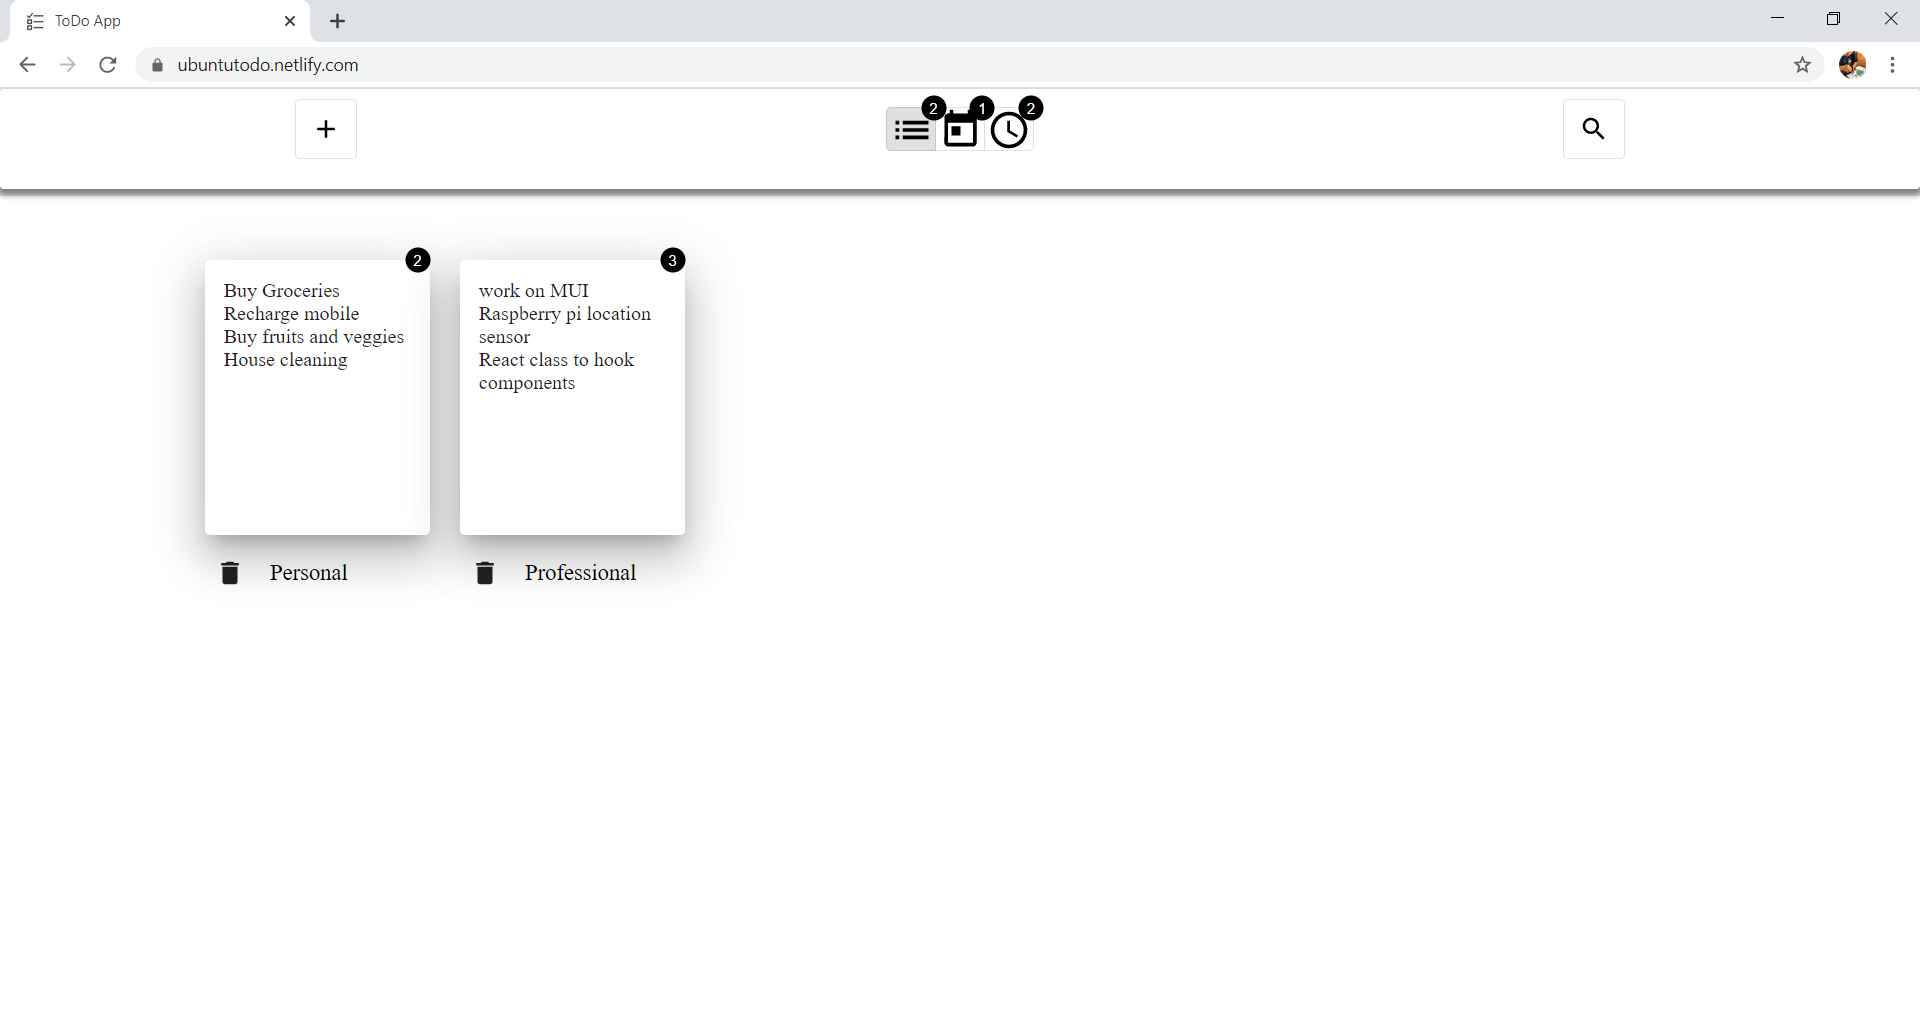 ToDo App
ubuntutodo.netlify.com
2
1
2
2
Buy Groceries
Recharge mobile
Buy fruits and veggies
House cleaning
3
work on MUI
Raspberry pi location
sensor
React class to hook
components
Personal
Professional